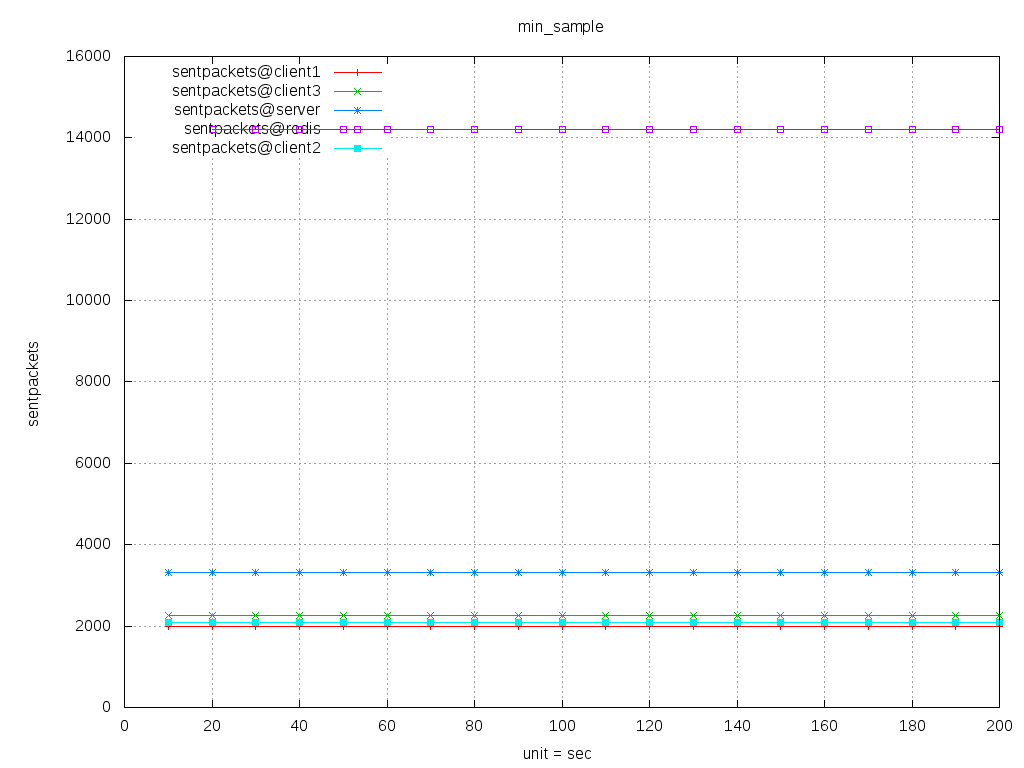 min_sample
16000
14000
12000
10000
8000
6000
4000
2000
0
sentpackets
sentpackets@client1
sentpackets@client3
sentpackets@server
sentpackets@redis
sentpackets@client2
0 20 40 60 80 100 120 140 160 180 200
unit = sec